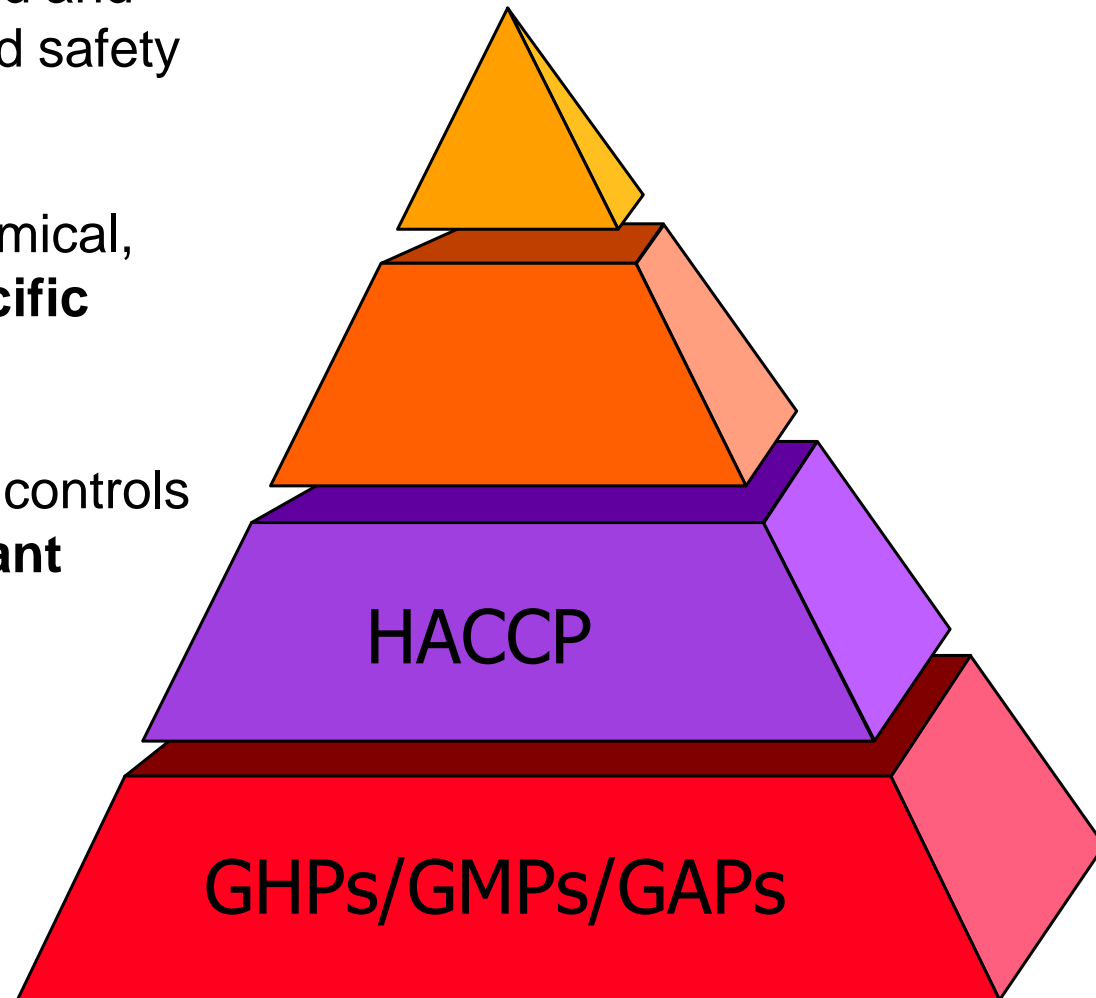 d safety
mical,
cific
controls
ant
HACCP
GHPs/GMPs/GAPs